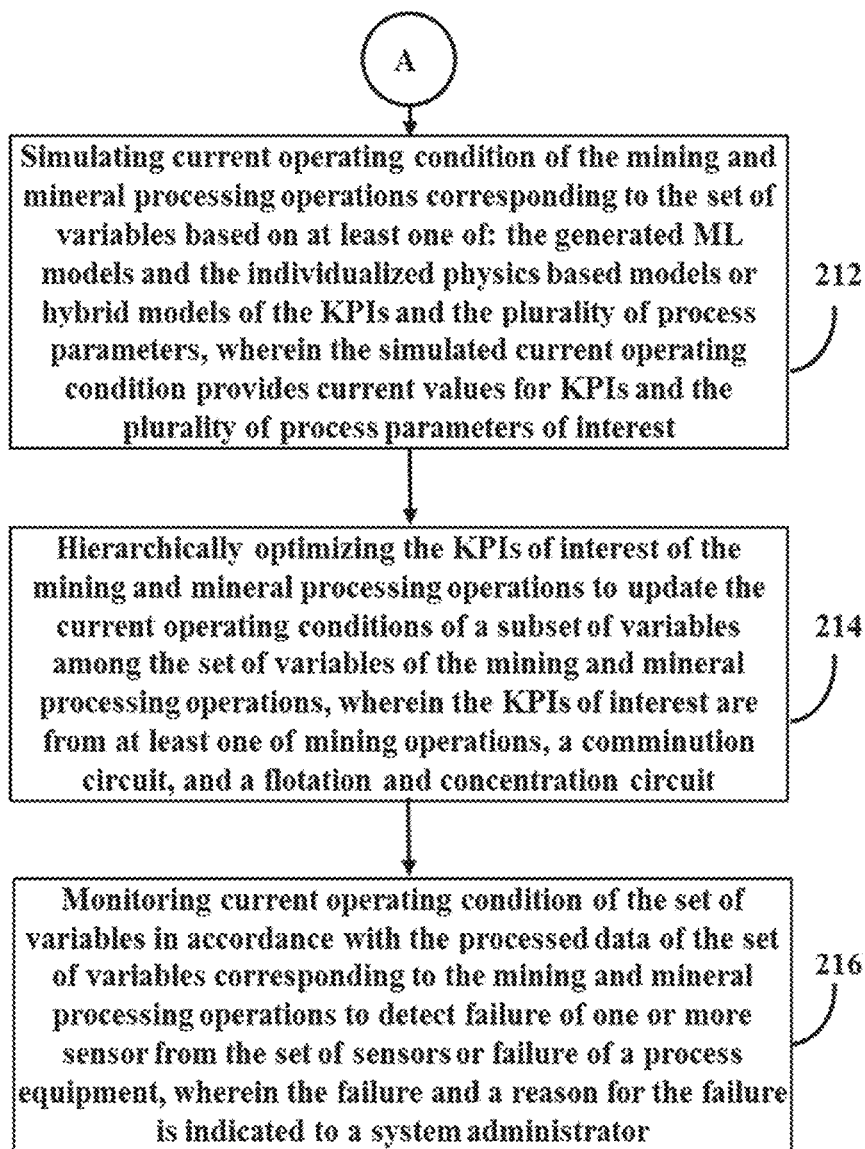 A
Simulating current operating condition of the mining and
mineral processing operations corresponding to the set of
variables based on at least one of: the generated ML
models and the individualized physics based models or
hybrid models of the KPIs and the plurality of process
parameters, wherein the simulated current operating
condition provides current values for KPIs and the
plurality of process parameters of interest
212
Hierarchically optimizing the KPIs of interest of the
mining and mineral processing operations to update the
current operating conditions of a subset of variables
among the set of variables of the mining and mineral
processing operations, wherein the KPIs of interest are
from at least one of mining operations, a comminution
circuit, and a flotation and concentration circuit
214
Monitoring current operating condition of the set of
variables in accordance with the processed data of the set
of variables corresponding to the mining and mineral
processing operations to detect failure of one or more
sensor from the set of sensors or failure of a process
equipment, wherein the failure and a reason for the failure
is indicated to a system administrator
216